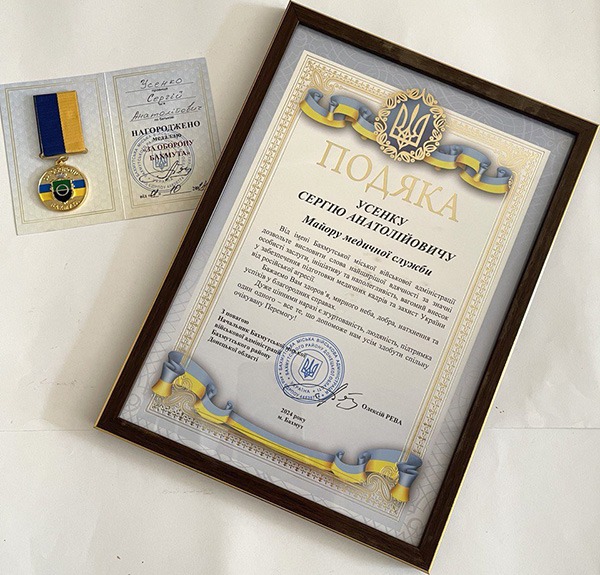 Усенко
Сергій
Анатолійович
НАГОРОДЖЕНО
медаллю
«ЗА ОБОРОНУ
БАХМУТА»
ПОДЯКА
УСЕНКУ
СЕРГІЮ АНАТОЛІЙОВИЧУ
Майору медичної служби
Від імені Бахмутської міської військової адміністрації
дозвольте висловити слова найщирішої вдячності за значні
особисті заслуги, ініціативу та наполегливість, вагомий внесок
у забезпечення підготовки медичних кадрів та захист України
від російської агресії.
Бажаємо Вам здоров'я, мирного неба, добра, натхнення та
успіхів у благородних справах.
Дуже цінними наразі є згуртованість, людяність, підтримка
один одного – все те, що допоможе нам усім здобути спільну
очікувану Перемогу!
З повагою
Начальник Бахмутської міської
військової адміністрації
Бахмутського району
Донецької області
Олексій РЕВА
2024 року
м. Бахмут